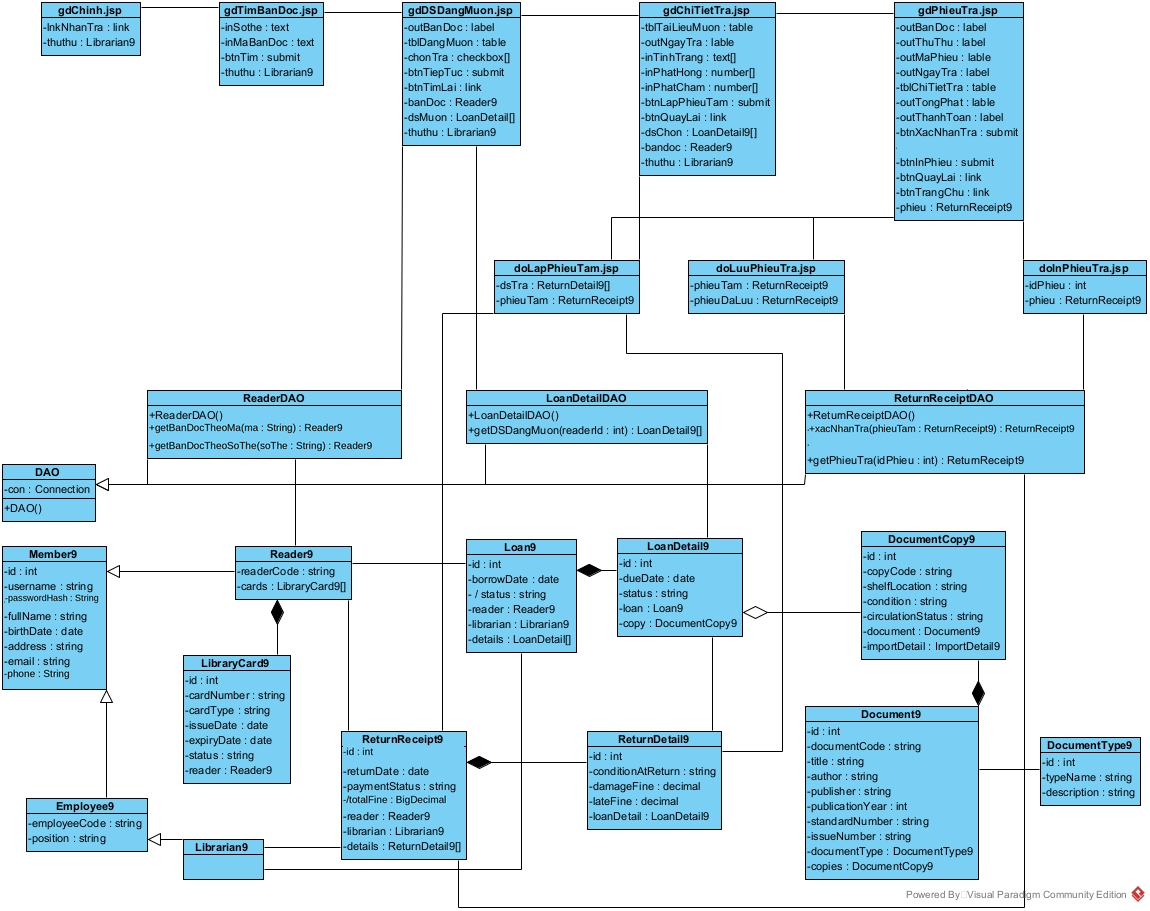 gdChinh.jsp
-lnkNhanTra : link
-thuthu : Librarian9
gdTimBanDoc.jsp
-inSothe : text
-inMaBanDoc : text
-btnTim : submit
-thuthu : Librarian9
gdDSDangMuon.jsp
-outBanDoc : label
-tblDangMuon : table
-chonTra : checkbox[]
-btnTiepTuc : submit
-btnTimLai : link
-banDoc : Reader9
-dsMuon : LoanDetail[]
-thuthu : Librarian9
gdChiTietTra.jsp
-tblTaiLieuMuon : table
-outNgayTra : lable
-inTinhTrang : text[]
-inPhatHong : number[]
-inPhatCham : number[]
-btnLapPhieuTam : submit
-btnQuayLai : link
-dsChon : LoanDetail9[]
-bandoc : Reader9
-thuthu : Librarian9
gdPhieuTra.jsp
-outBanDoc : label
-outThuThu : label
-outMaPhieu : lable
-outNgayTra : label
-tblChiTietTra : table
-outTongPhat : lable
-outThanhToan : label
-btnXacNhanTra : submit
-btnInPhieu : submit
-btnQuayLai : link
-btnTrangChu : link
-phieu : ReturnReceipt9
doLapPhieuTam.jsp
-dsTra : ReturnDetail9[]
-phieuTam : ReturnReceipt9
doLuuPhieuTra.jsp
-phieuTam : ReturnReceipt9
-phieuDaLuu : ReturnReceipt9
doInPhieuTra.jsp
-idPhieu : int
-phieu : ReturnReceipt9
ReaderDAO
+ReaderDAO()
+getBanDocTheoMa(ma : String) : Reader9
+getBanDocTheoSoThe(soThe : String) : Reader9
LoanDetailDAO
+LoanDetailDAO()
+getDSDangMuon(readerId : int) : LoanDetail9[]
ReturnReceiptDAO
+ReturnReceiptDAO()
+xacNhanTra(phieuTam : ReturnReceipt9) : ReturnReceipt9
+getPhieuTra(idPhieu : int) : ReturnReceipt9
DAO
-con : Connection
+DAO()
Member9
-id : int
-username : string
-passwordHash : String
-fullName : string
-birthDate : date
-address : string
-email : string
-phone : String
Reader9
-readerCode : string
-cards : LibraryCard9[]
Loan9
-id : int
-borrowDate : date
- / status : string
-reader : Reader9
-librarian : Librarian9
-details : LoanDetail[]
LoanDetail9
-id : int
-dueDate : date
-status : string
-loan : Loan9
-copy : DocumentCopy9
DocumentCopy9
-id : int
-copyCode : string
-shelfLocation : string
-condition : string
-circulationStatus : string
-document : Document9
-importDetail : ImportDetail9
LibraryCard9
-id : int
-cardNumber : string
-cardType : string
-issueDate : date
-expiryDate : date
-status : string
-reader : Reader9
ReturnReceipt9
-id : int
-returnDate : date
-paymentStatus : string
-/totalFine : BigDecimal
-reader : Reader9
-librarian : Librarian9
-details : ReturnDetail9[]
ReturnDetail9
-id : int
-conditionAtReturn : string
-damageFine : decimal
-lateFine : decimal
-loanDetail : LoanDetail9
Document9
-id : int
-documentCode : string
-title : string
-author : string
-publisher : string
-publicationYear : int
-standardNumber : string
-issueNumber : string
-documentType : DocumentType9
-copies : DocumentCopy9
DocumentType9
-id : int
-typeName : string
-description : string
Employee9
-employeeCode : string
-position : string
Librarian9
Powered By Visual Paradigm Community Edition